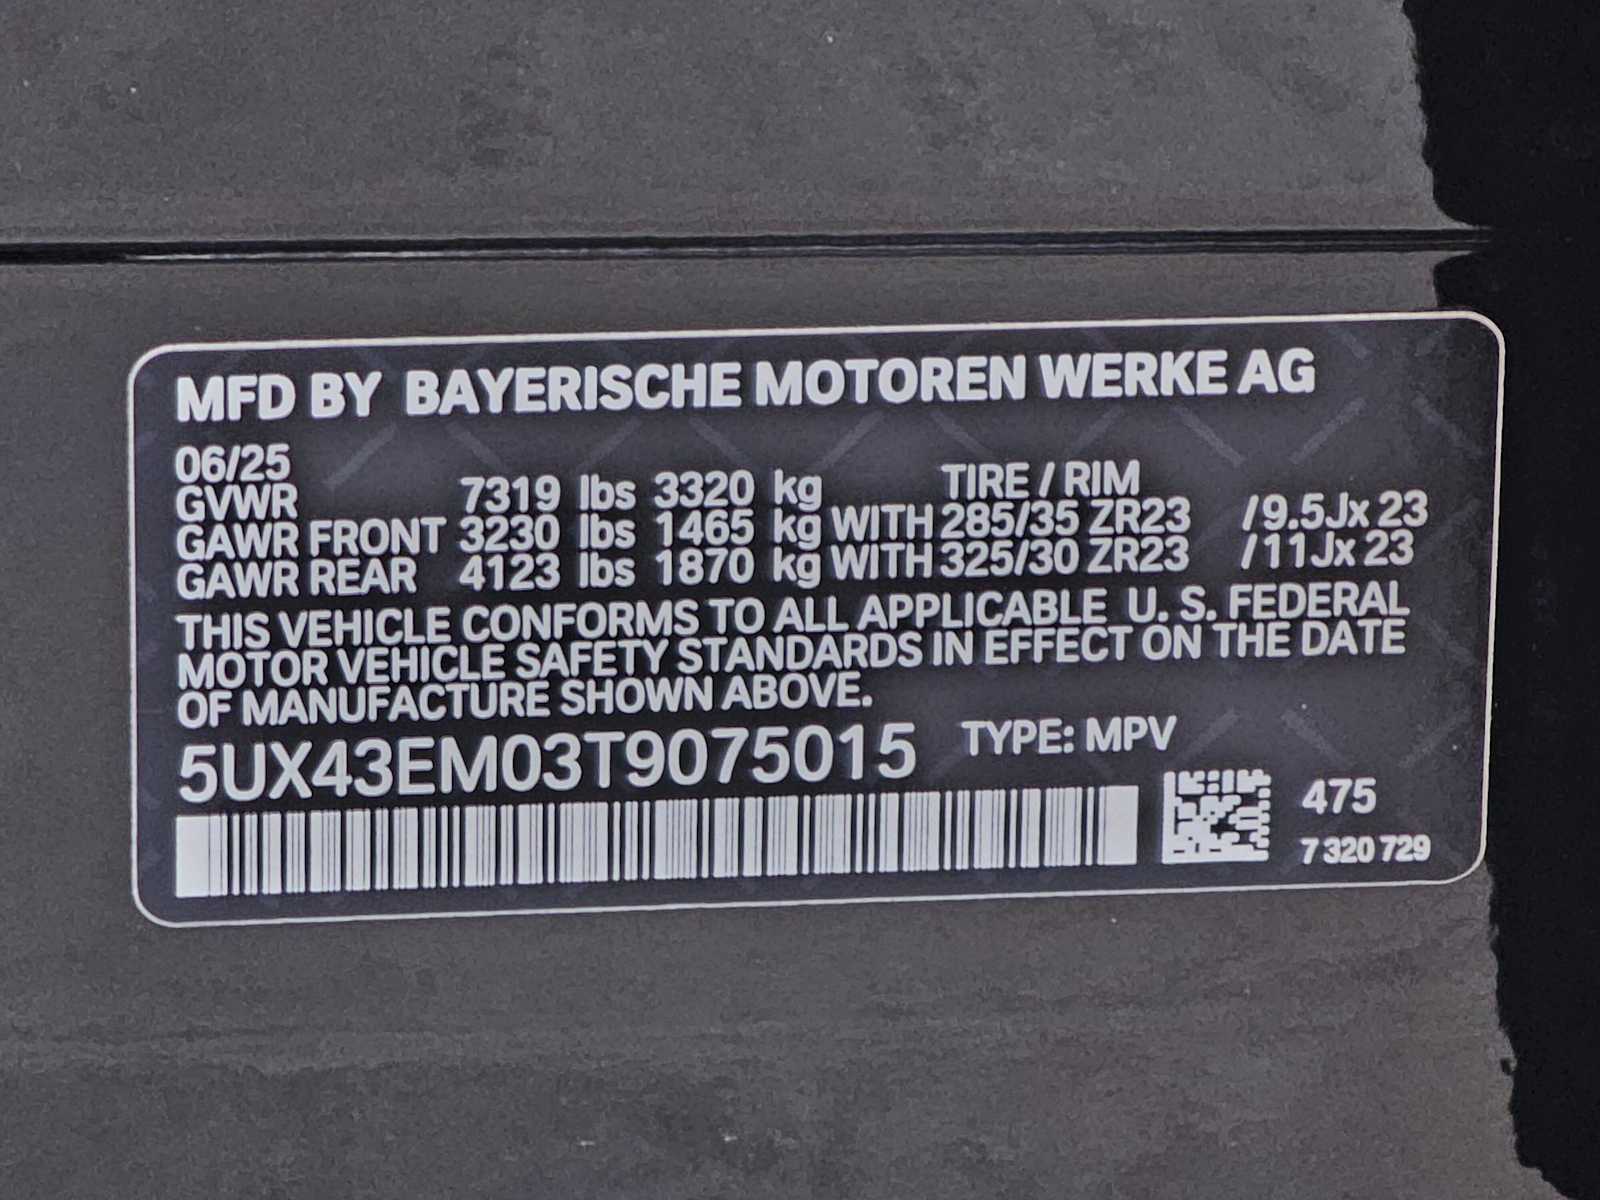 MFD BY BAYERISCHE MOTOREN WERKE AG
06/25 TIRE / RIM
GVWR 7319 lbs 3320 kg
GAWR FRONT 3230 lbs 1465 kg WITH 285/35 ZR23 /9.5Jx 23
GAWR REAR 4123 lbs 1870 kg WITH 325/30 ZR23 /11Jx 23
THIS VEHICLE CONFORMS TO ALL APPLICABLE U. S. FEDERAL
MOTOR VEHICLE SAFETY STANDARDS IN EFFECT ON THE DATE
OF MANUFACTURE SHOWN ABOVE.
5UX43EM03T9075015 TYPE: MPV
475
7 320 729